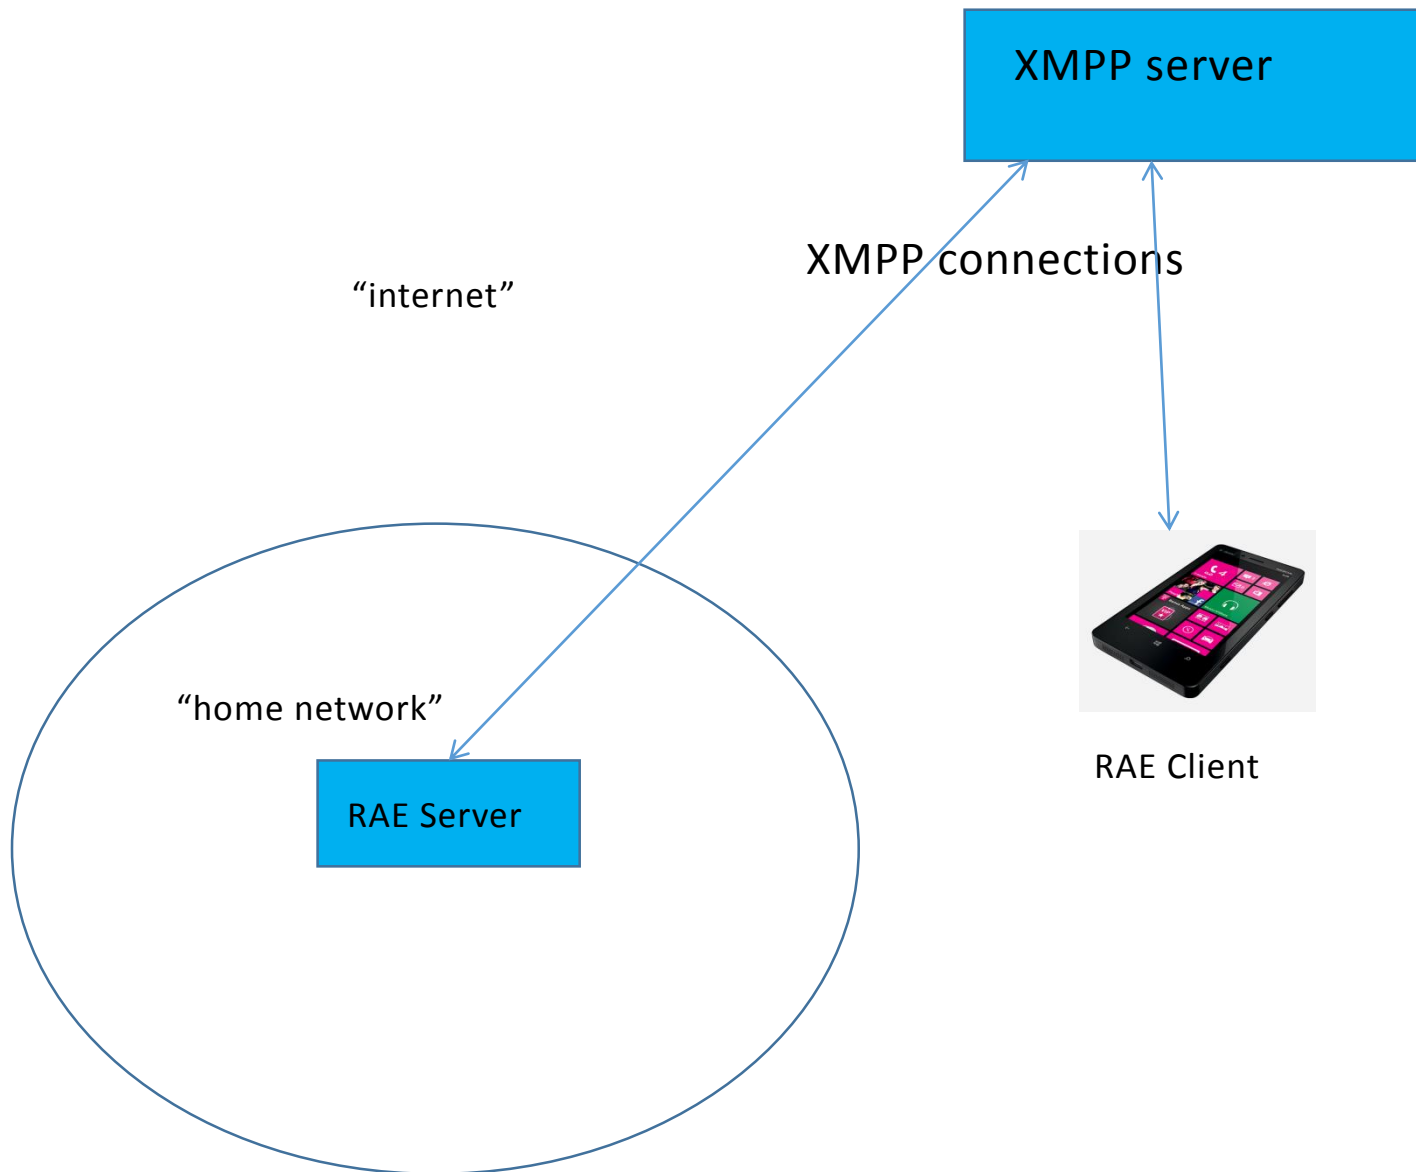 XMPP server
XMPP connections
“internet”
“home network”
RAE Client
RAE Server